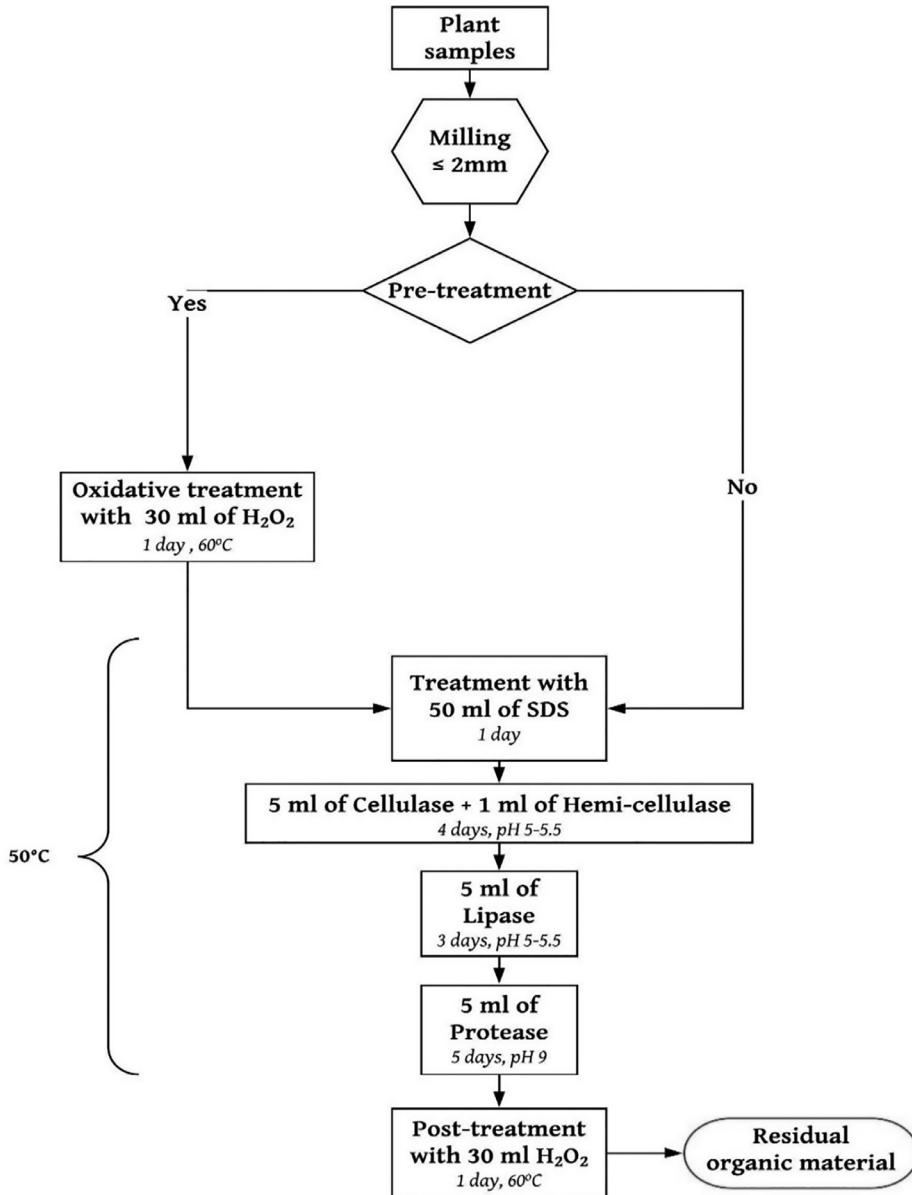 Plant
samples
Milling
≤ 2mm
Pre-treatment
Yes
No
Oxidative treatment
with 30 ml of H₂O₂
1 day , 60ºC
50°C
Treatment with
50 ml of SDS
1 day
5 ml of Cellulase + 1 ml of Hemi-cellulase
4 days, pH 5-5.5
5 ml of
Lipase
3 days, pH 5-5.5
5 ml of
Protease
5 days, pH 9
Post-treatment
with 30 ml H₂O₂
1 day, 60ºC
Residual
organic material